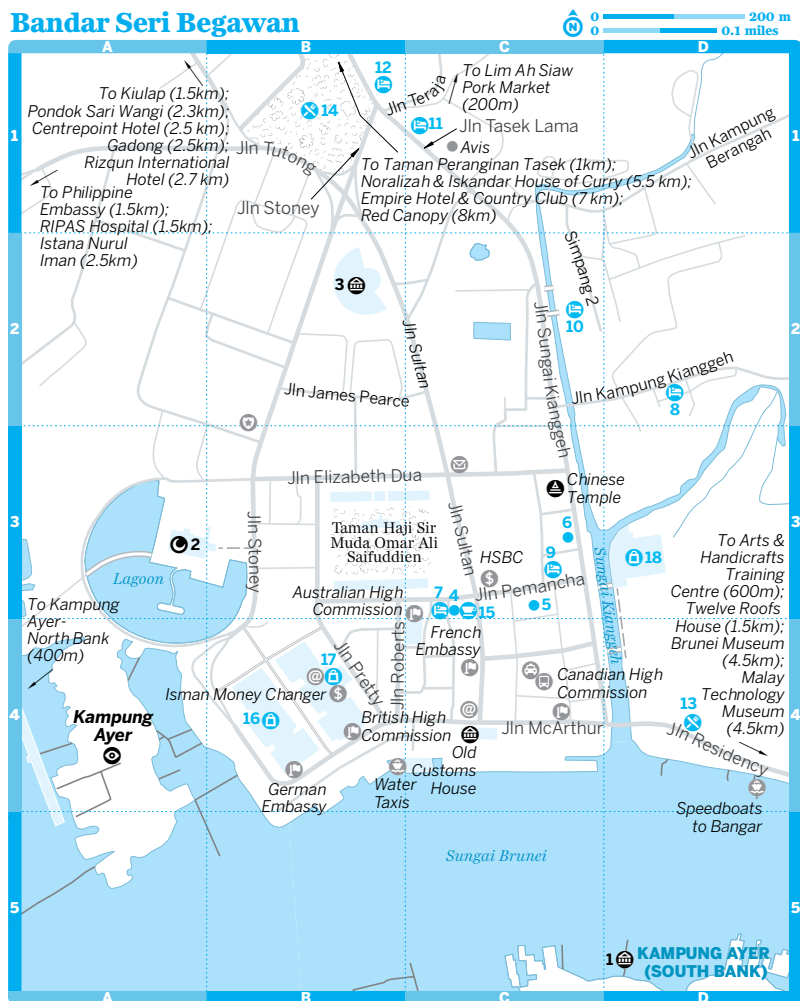 Bandar Seri Begawan
N
0 200 m
0 0.1 miles
A B C D
1
To Kiulap (1.5km);
Pondok Sari Wangi (2.3km);
Centrepoint Hotel (2.5 km);
Gadong (2.5km);
Rizqun International
Hotel (2.7 km)
To Philippine
Embassy (1.5km);
RIPAS Hospital (1.5km);
Istana Nurul
Iman (2.5km)
12
14
Jln Tutong
Jln Stoney
Jln Teraja
To Lim Ah Siaw
Pork Market
(200m)
11
Jln Tasek Lama
Avis
To Taman Peranginan Tasek (1km);
Noralizah & Iskandar House of Curry (5.5 km);
Empire Hotel & Country Club (7 km);
Red Canopy (8km)
Jln Kampung
Berangah
1
2
3
Jln Sultan
Simpang 2
10
Jln Sungai Kianggeh
Jln James Pearce
Jln Kampung Kianggeh
8
2
3
Jln Elizabeth Dua
Chinese
Temple
2
Lagoon
Jln Stoney
Taman Haji Sir
Muda Omar Ali
Saifuddien
Jln Sultan
HSBC
$
6
9
18
Sungai Kianggeh
To Arts &
Handicrafts
Training
Centre (600m);
Twelve Roofs
House (1.5km);
Brunei Museum
(4.5km);
Malay
Technology
Museum
(4.5km)
3
Jln Pemancha
Australian High
Commission
7 4 15
5
French
Embassy
To Kampung
Ayer-
North Bank
(400m)
4
Jln Pretty
Jln Roberts
17
@
Isman Money Changer
$
16
Kampung
Ayer
British High
Commission
@
Canadian High
Commission
Jln McArthur
13
Jln Residency
4
Old
Customs
House
German
Embassy
Water
Taxis
Speedboats
to Bangar
Sungai Brunei
5
5
1
KAMPUNG AYER
(SOUTH BANK)
A B C D